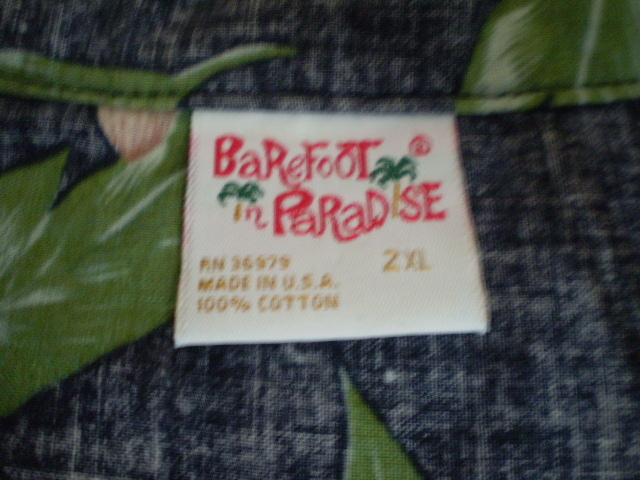 BaReFOOT ®
in PaRaDISE
RN 36979 2XL
MADE IN U.S.A.
100% COTTON